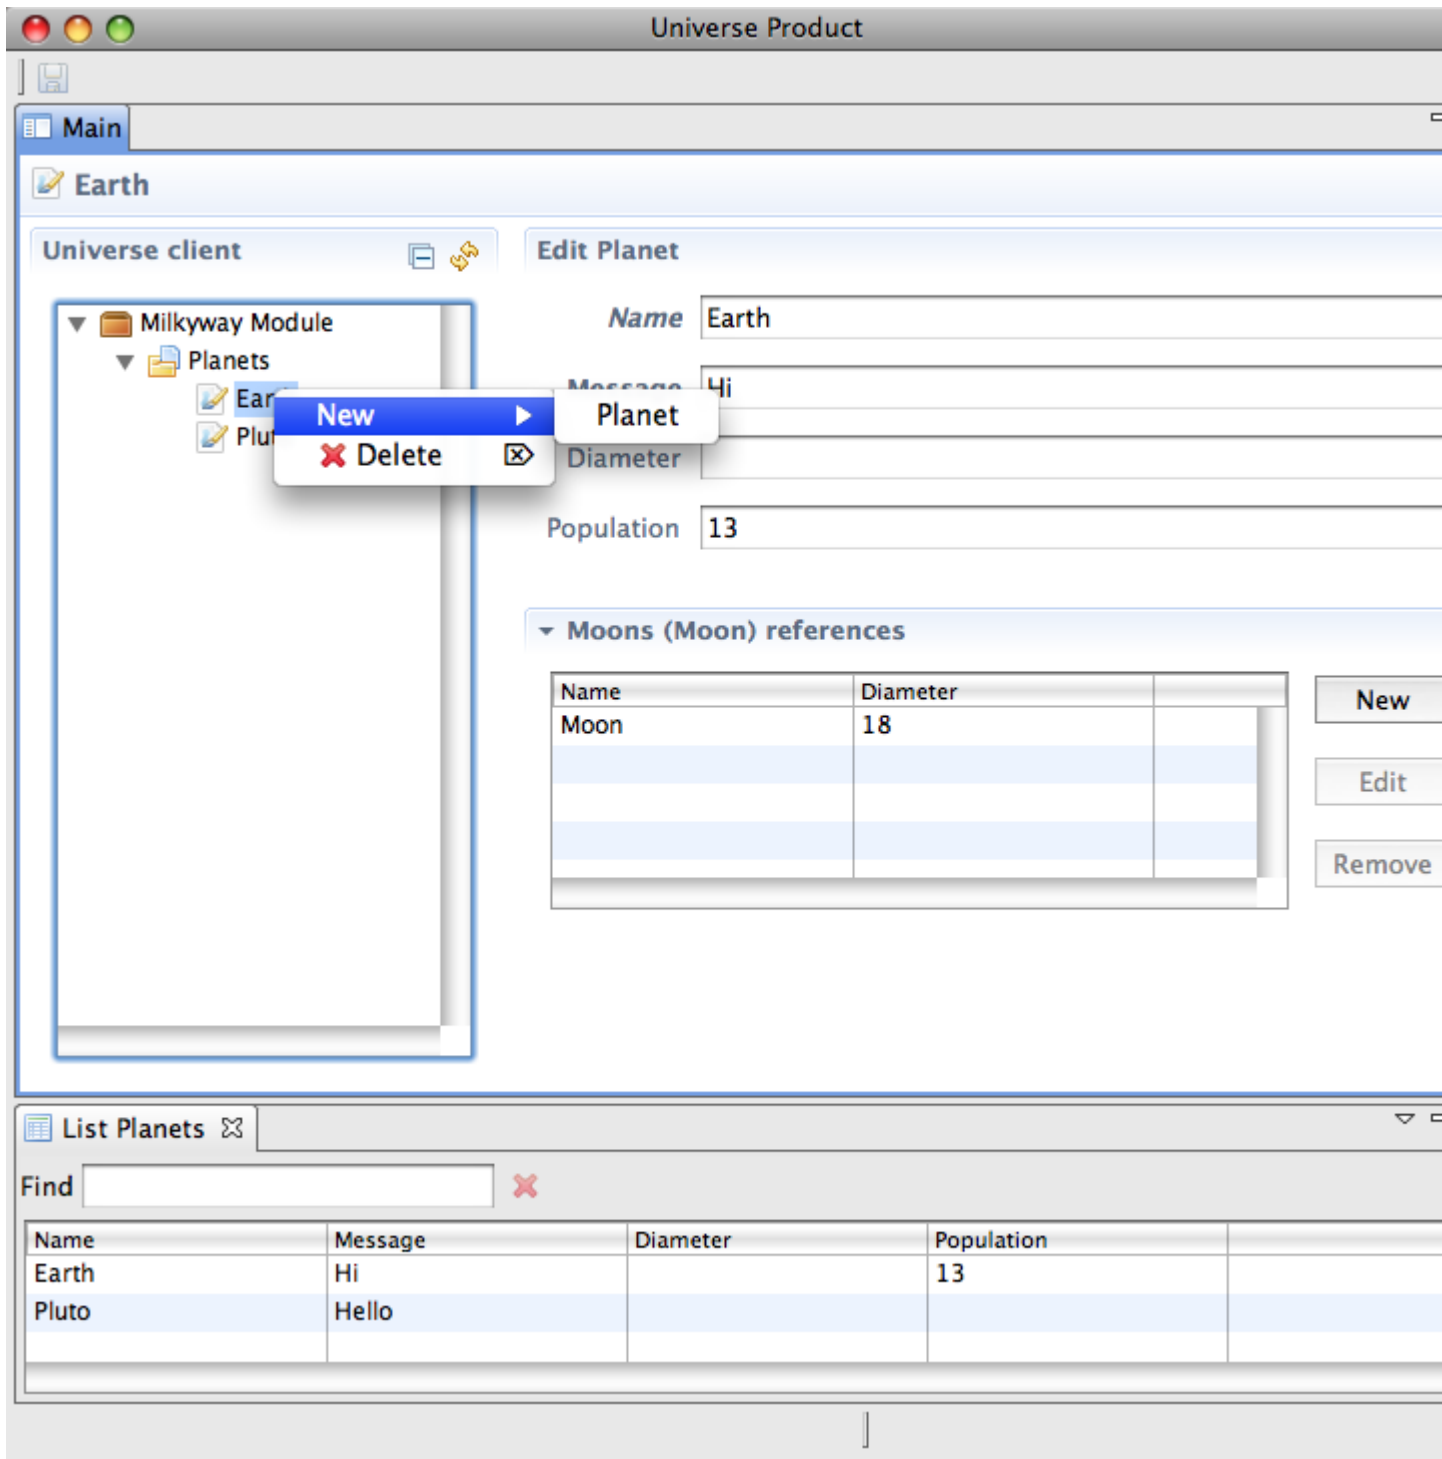 Universe Product
Main
Earth
Universe client
Edit Planet
Milkyway Module
Planets
Name Earth
Message Hi
New Planet
Delete
Diameter
Population 13
Moons (Moon) references
Name Diameter
Moon 18
New
Edit
Remove
List Planets
Find
Name Message Diameter Population
Earth Hi 13
Pluto Hello